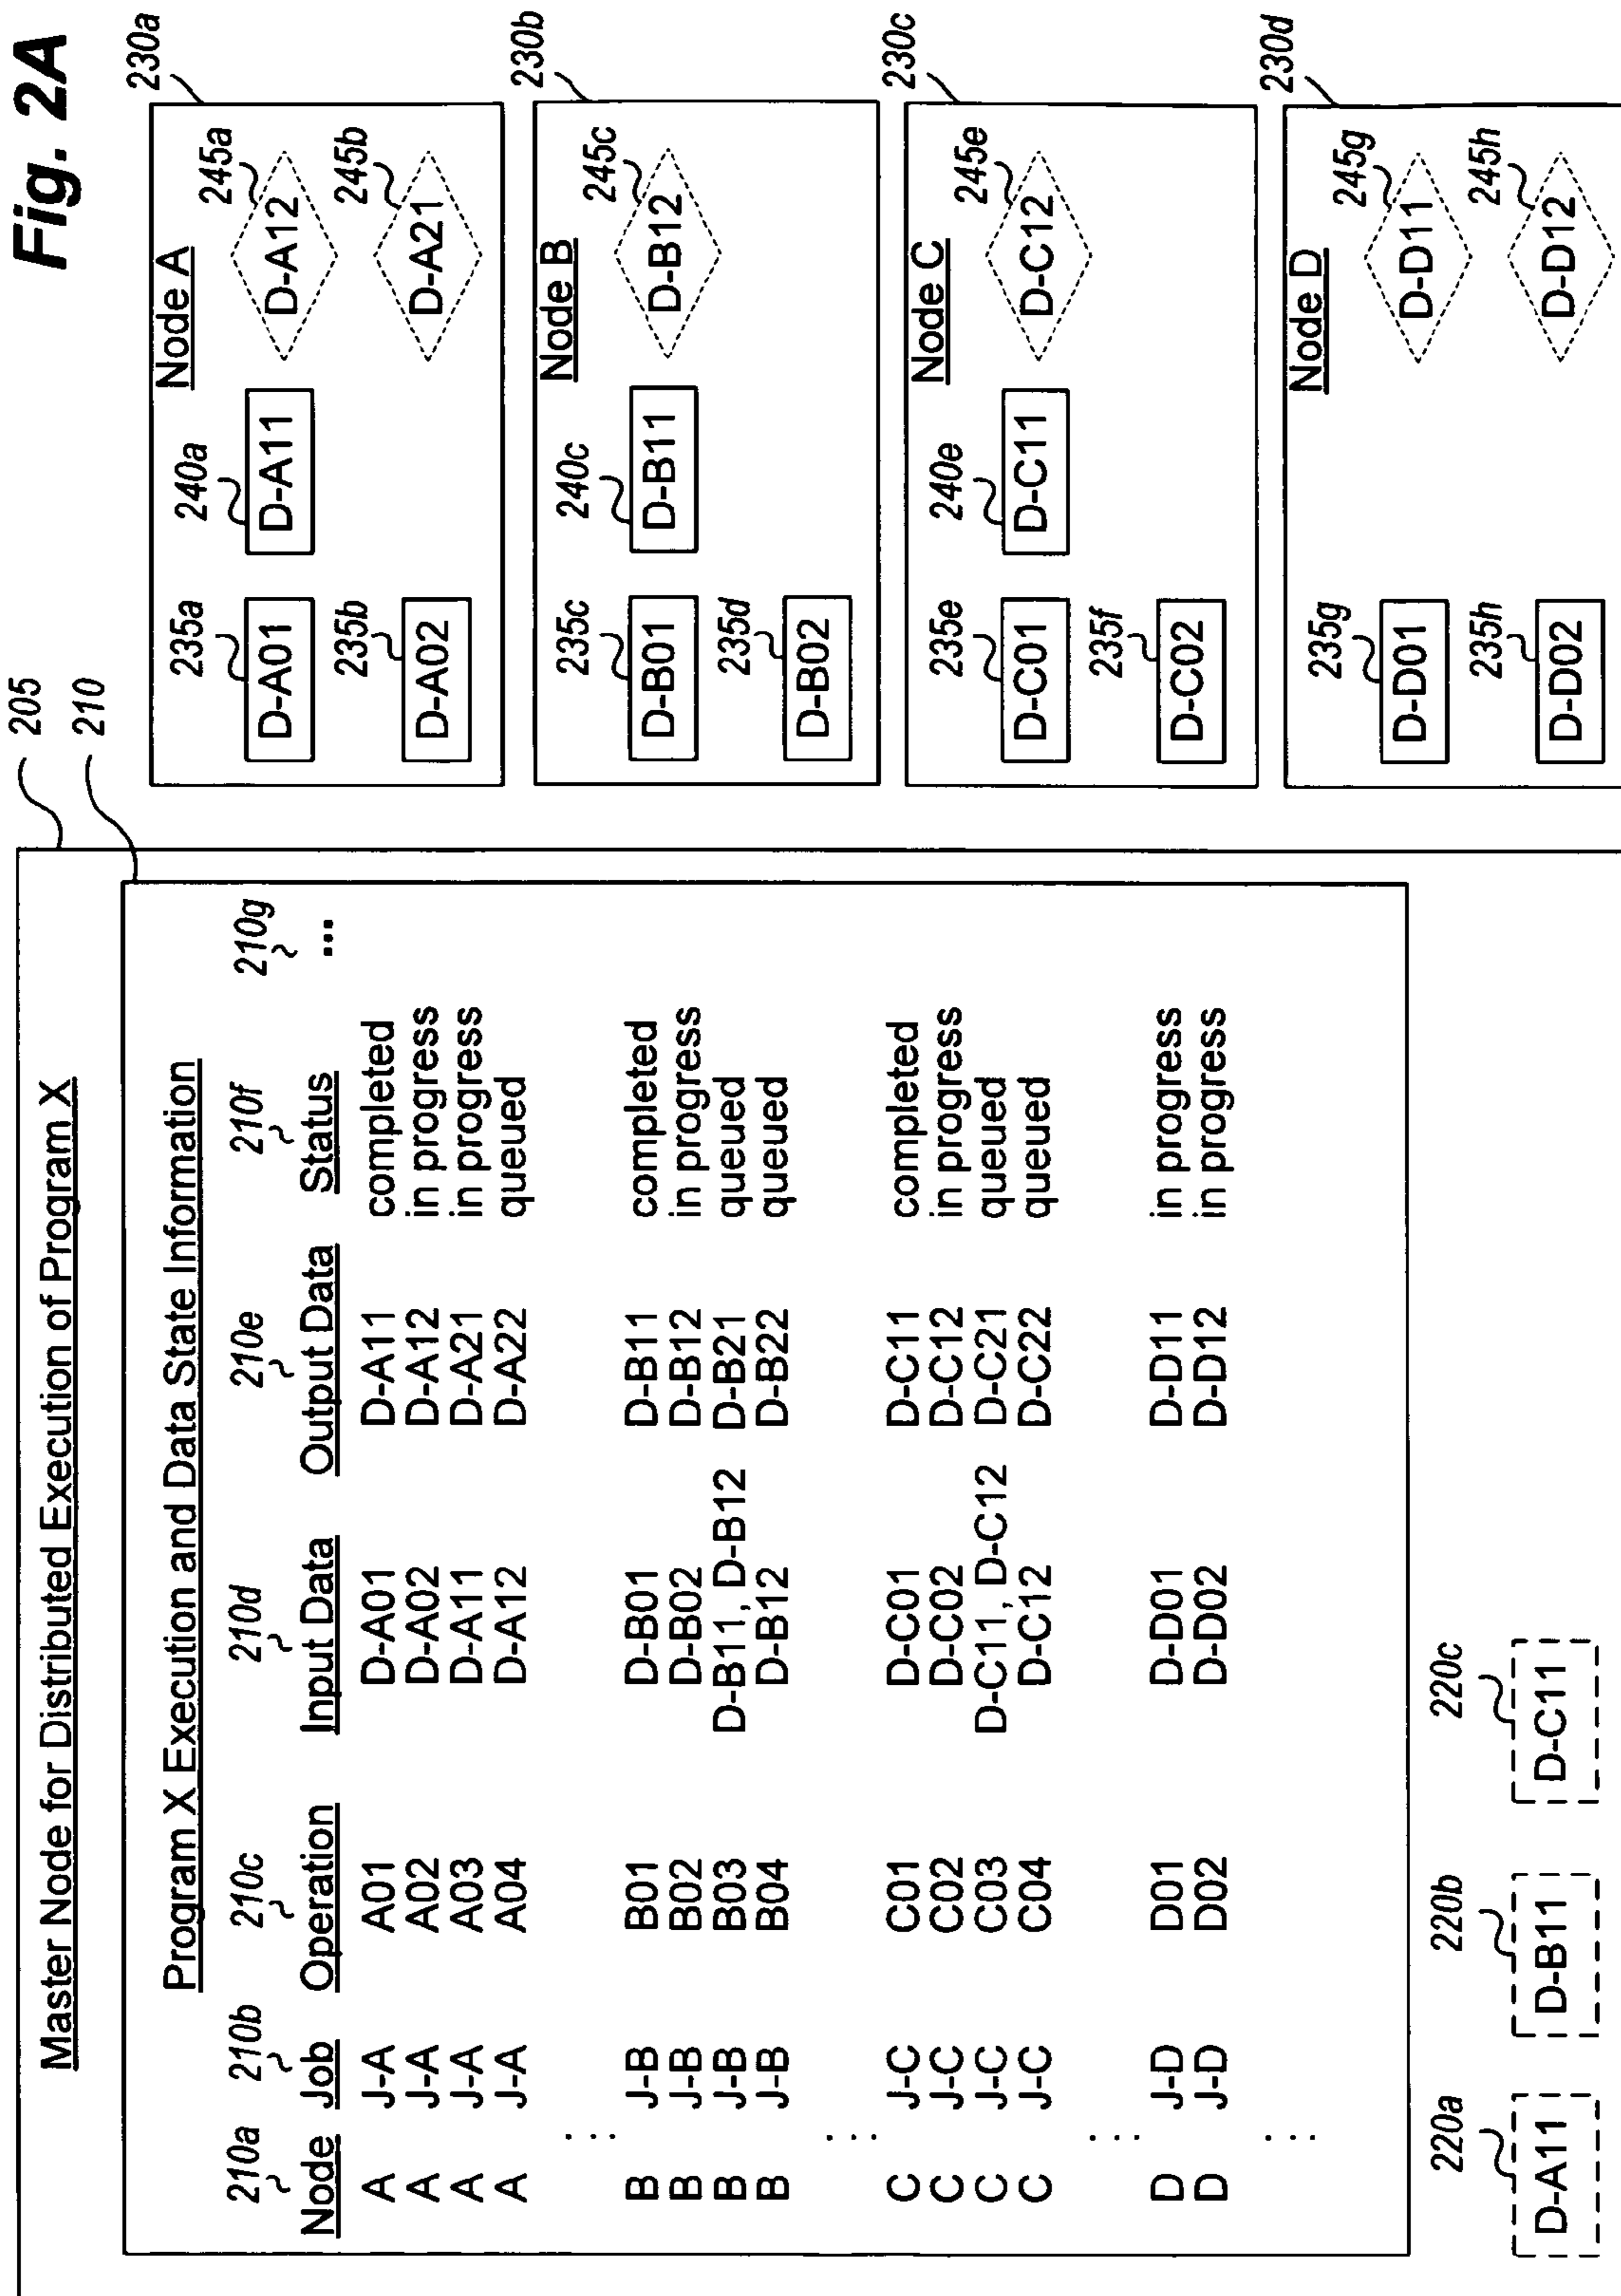 Fig. 2A
205
210
Master Node for Distributed Execution of Program X
Program X Execution and Data State Information
210a 210b 210c 210d 210e 210f 210g
Node Job Operation Input Data Output Data Status ...
A J-A A01 D-A01 D-A11 completed
A J-A A02 D-A02 D-A12 in progress
A J-A A03 D-A11 D-A21 in progress
A J-A A04 D-A12 D-A22 queued
...
B J-B B01 D-B01 D-B11 completed
B J-B B02 D-B02 D-B12 in progress
B J-B B03 D-B11, D-B12 D-B21 queued
B J-B B04 D-B12 D-B22 queued
...
C J-C C01 D-C01 D-C11 completed
C J-C C02 D-C02 D-C12 in progress
C J-C C03 D-C11, D-C12 D-C21 queued
C J-C C04 D-C12 D-C22 queued
...
D J-D D01 D-D01 D-D11 in progress
D J-D D02 D-D02 D-D12 in progress
...
220a 220b 220c
D-A11 D-B11 D-C11
230a
Node A
235a 240a 245a
D-A01 D-A11 D-A12
235b 245b
D-A02 D-A21
230b
Node B
235c 240c 245c
D-B01 D-B11 D-B12
235d
D-B02
230c
Node C
235e 240e 245e
D-C01 D-C11 D-C12
235f
D-C02
230d
Node D
235g 245g
D-D01 D-D11
235h 245h
D-D02 D-D12